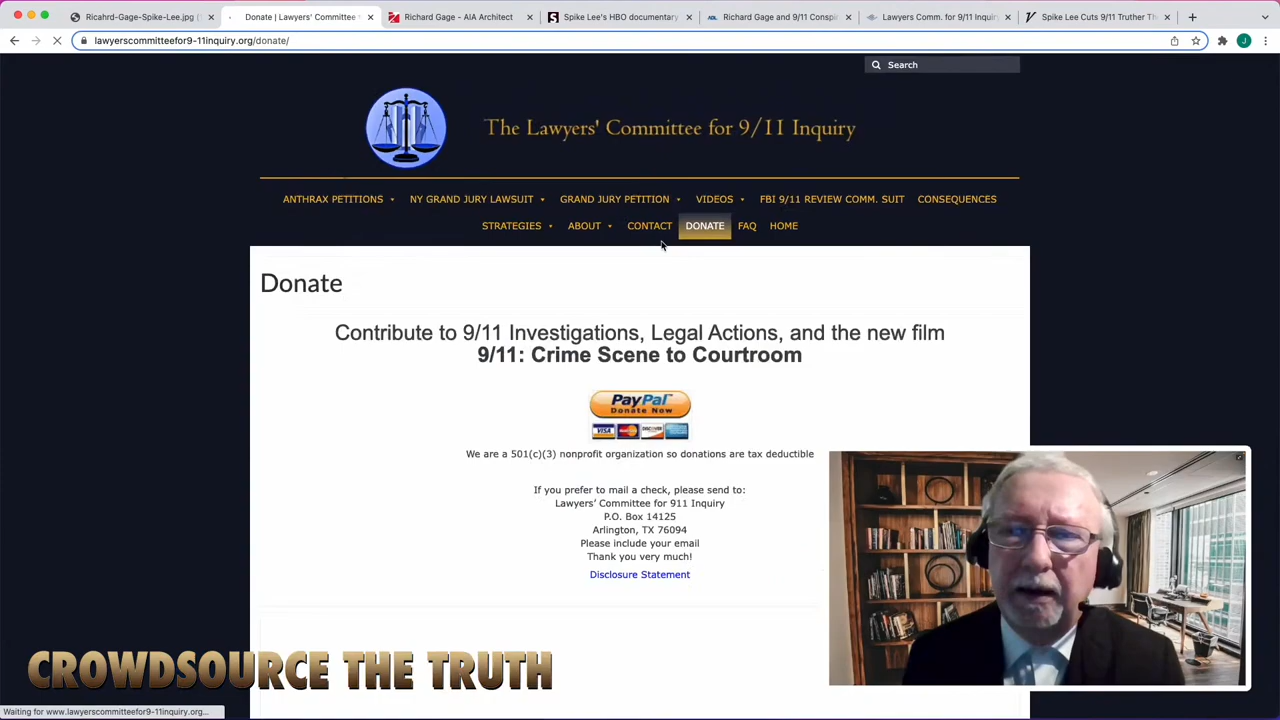 Ricahrd-Gage-Spike-Lee.jpg
Donate | Lawyers' Committee
Richard Gage - AIA Architect
Spike Lee's HBO documentary
Richard Gage and 9/11 Conspi
Lawyers Comm. for 9/11 Inquir
Spike Lee Cuts 9/11 Truther Th
lawyerscommitteefor9-11inquiry.org/donate/
J
Search
The Lawyers' Committee for 9/11 Inquiry
ANTHRAX PETITIONS NY GRAND JURY LAWSUIT GRAND JURY PETITION VIDEOS FBI 9/11 REVIEW COMM. SUIT CONSEQUENCES
STRATEGIES ABOUT CONTACT DONATE FAQ HOME
Donate
Contribute to 9/11 Investigations, Legal Actions, and the new film
9/11: Crime Scene to Courtroom
PayPal
Donate Now
VISA MasterCard DISCOVER
We are a 501(c)(3) nonprofit organization so donations are tax deductible
If you prefer to mail a check, please send to:
Lawyers' Committee for 911 Inquiry
P.O. Box 14125
Arlington, TX 76094
Please include your email
Thank you very much!
Disclosure Statement
CROWDSOURCE THE TRUTH
Waiting for www.lawyerscommitteefor9-11inquiry.org...